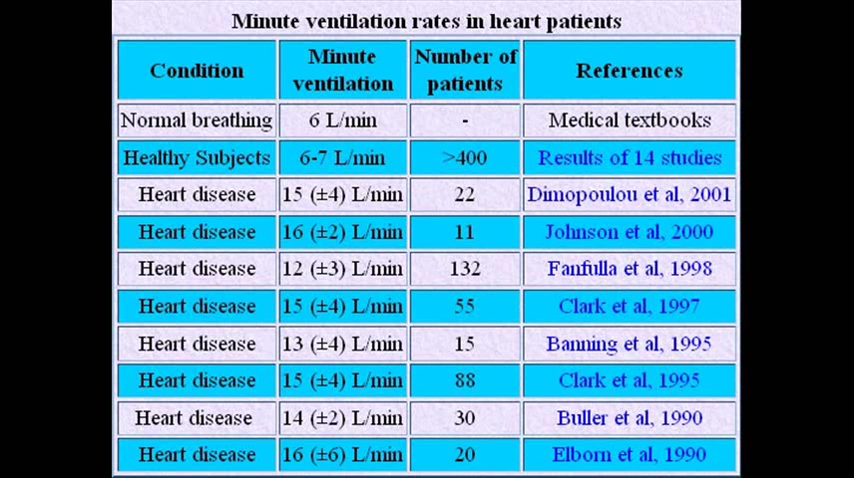 Minute ventilation rates in heart patients
Condition Minute ventilation Number of patients References
Normal breathing 6 L/min - Medical textbooks
Healthy Subjects 6-7 L/min >400 Results of 14 studies
Heart disease 15 (±4) L/min 22 Dimopoulou et al, 2001
Heart disease 16 (±2) L/min 11 Johnson et al, 2000
Heart disease 12 (±3) L/min 132 Fanfulla et al, 1998
Heart disease 15 (±4) L/min 55 Clark et al, 1997
Heart disease 13 (±4) L/min 15 Banning et al, 1995
Heart disease 15 (±4) L/min 88 Clark et al, 1995
Heart disease 14 (±2) L/min 30 Buller et al, 1990
Heart disease 16 (±6) L/min 20 Elborn et al, 1990